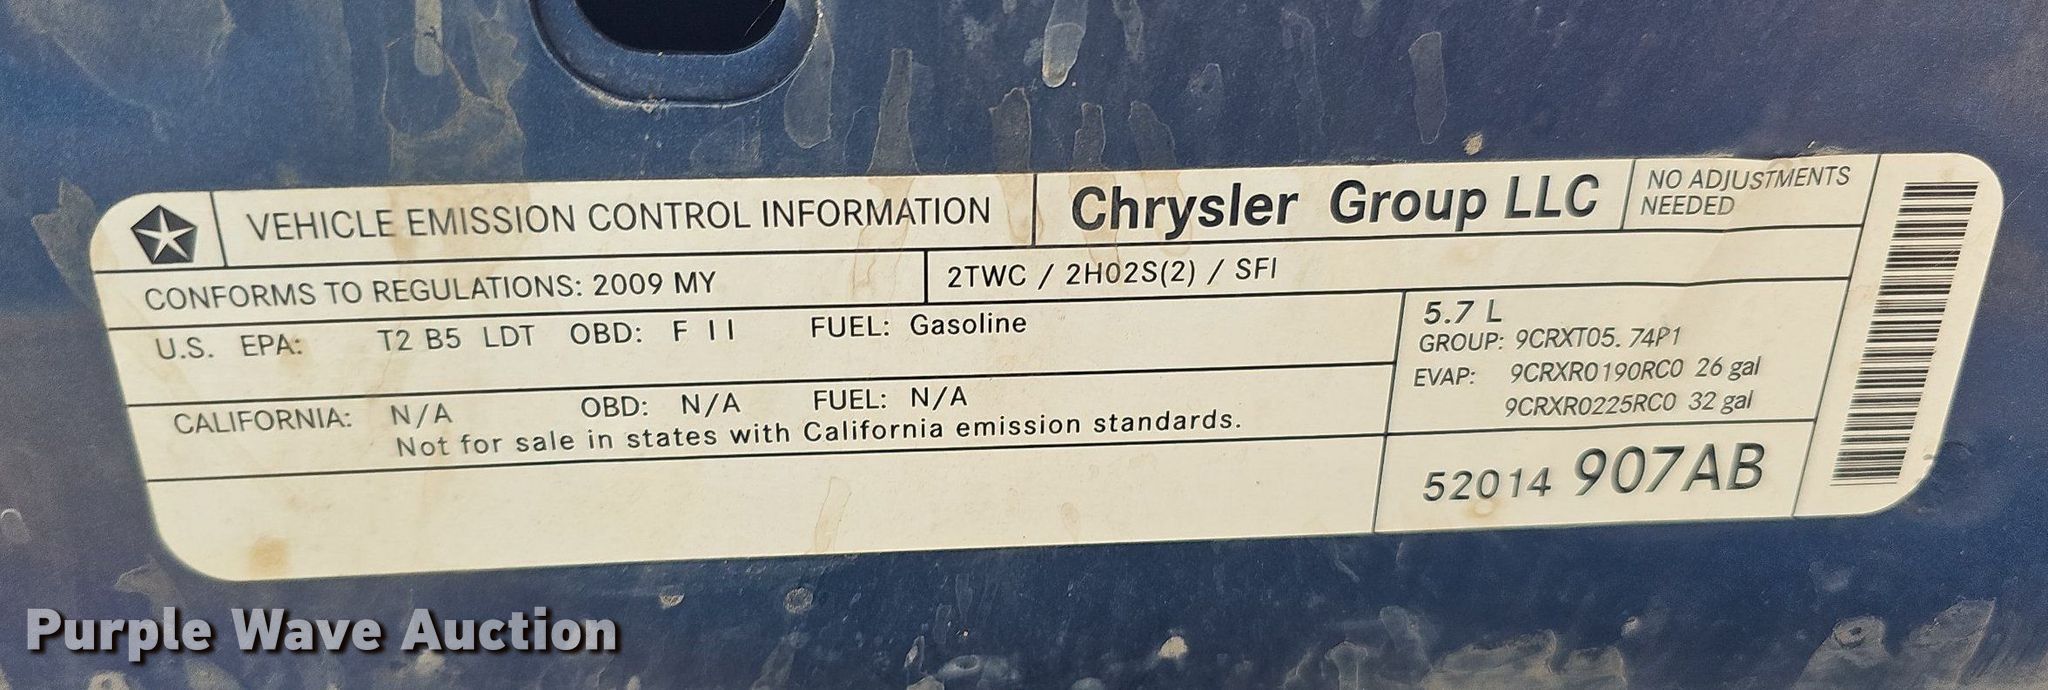 VEHICLE EMISSION CONTROL INFORMATION
Chrysler Group LLC
NO ADJUSTMENTS
NEEDED
CONFORMS TO REGULATIONS: 2009 MY
2TWC / 2HO2S(2) / SFI
U.S. EPA: T2 B5 LDT OBD: F II FUEL: Gasoline
CALIFORNIA: N/A OBD: N/A FUEL: N/A
Not for sale in states with California emission standards.
5.7 L
GROUP: 9CRXT05. 74P1
EVAP: 9CRXR0190RC0 26 gal
9CRXR0225RC0 32 gal
52014 907AB
Purple Wave Auction